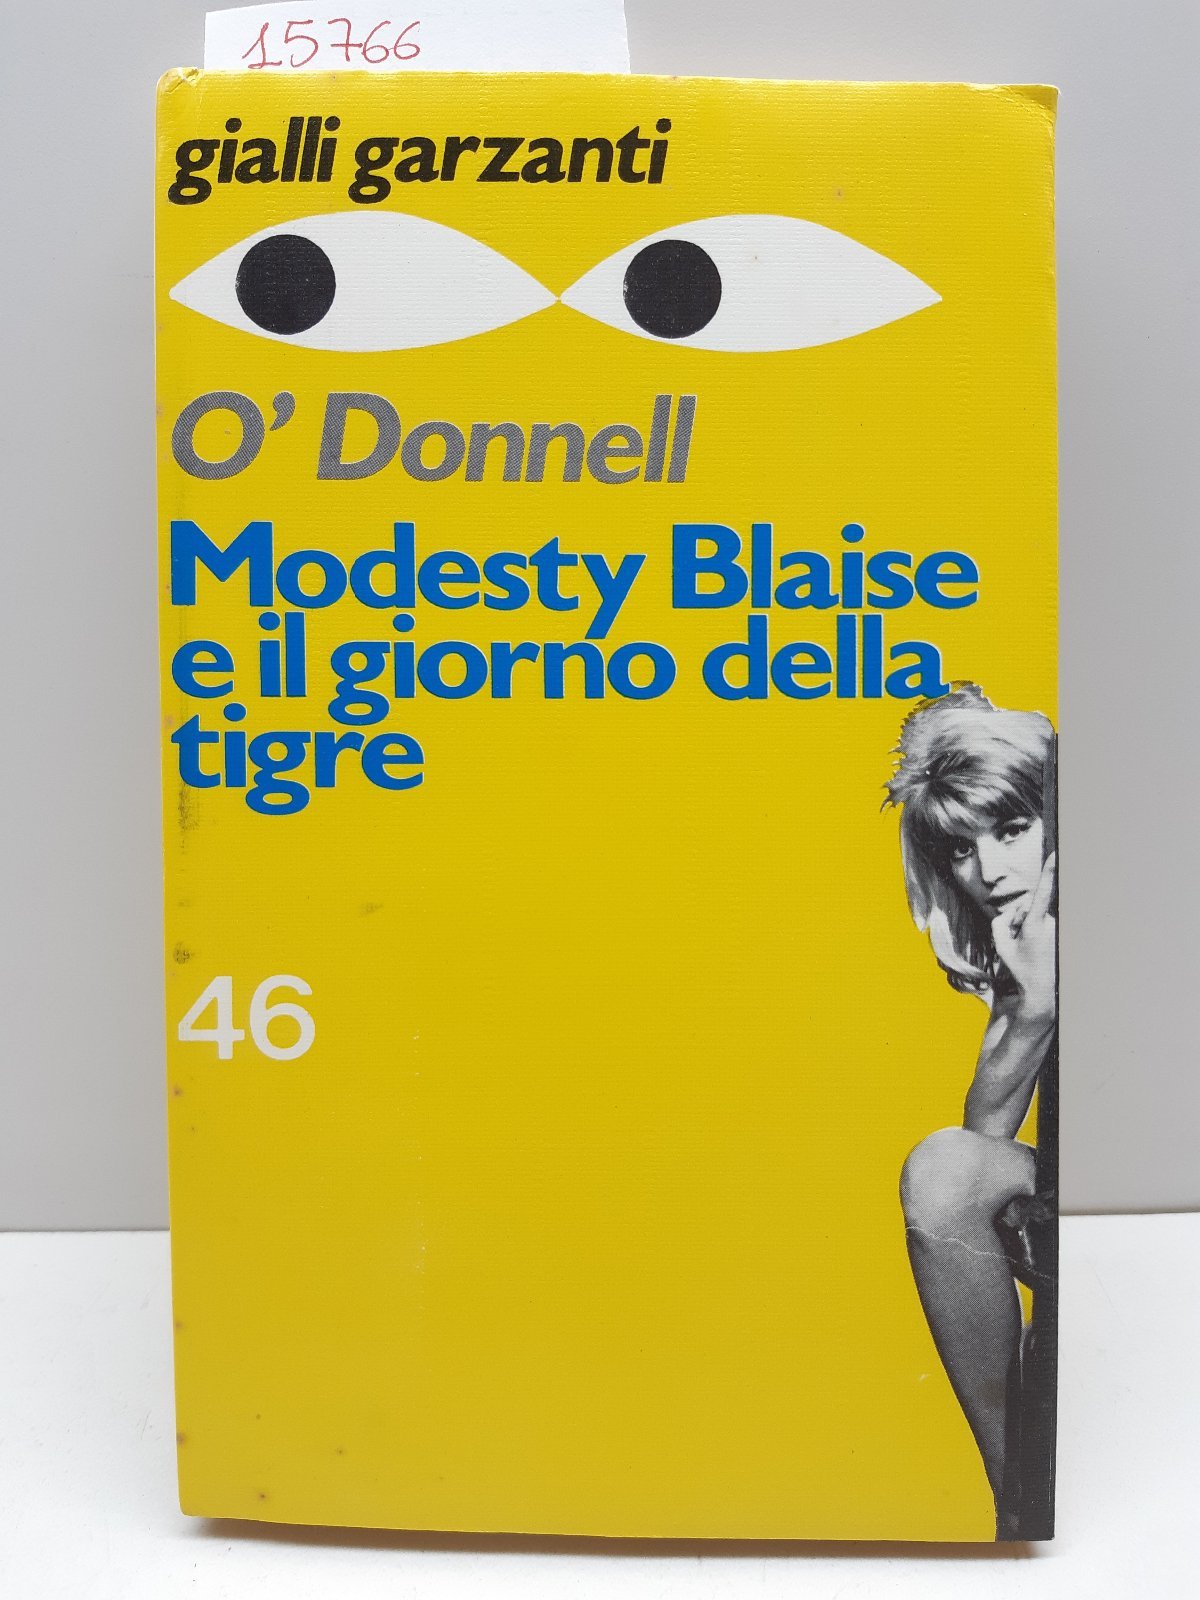 15766
gialli garzanti
O' Donnell
Modesty Blaise
e il giorno della
tigre
46